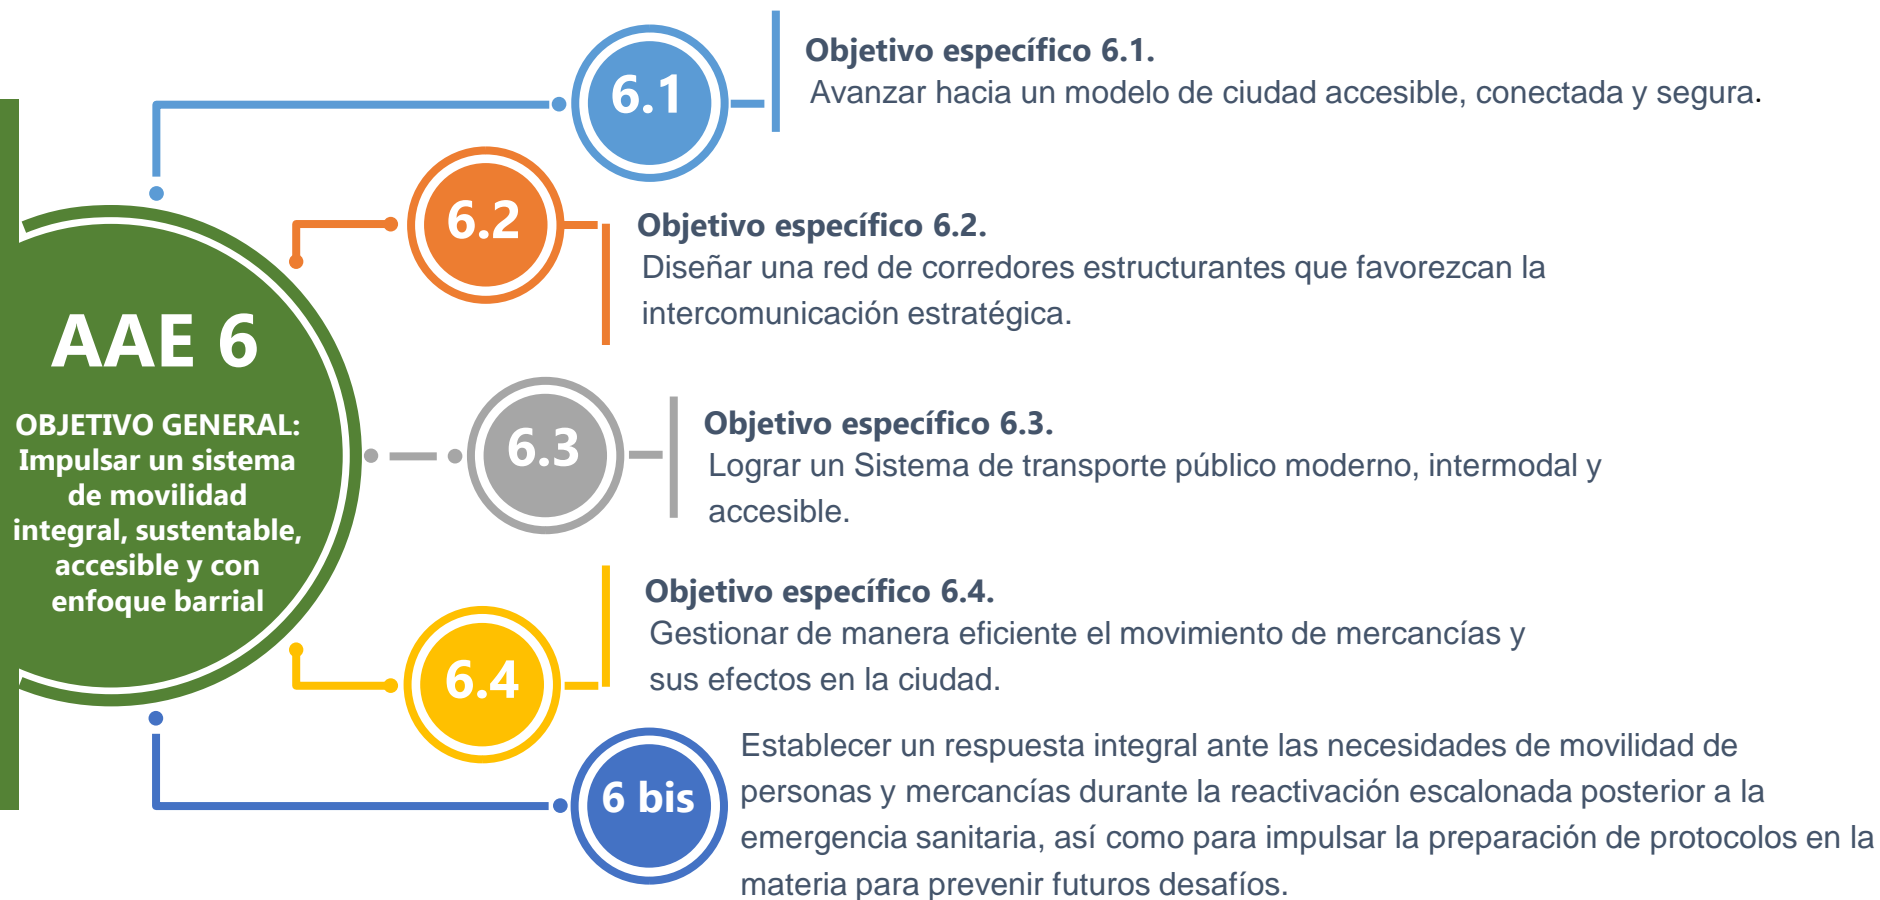 AAE 6
OBJETIVO GENERAL:
Impulsar un sistema
de movilidad
integral, sustentable,
accesible y con
enfoque barrial
6.1
Objetivo específico 6.1.
Avanzar hacia un modelo de ciudad accesible, conectada y segura.
6.2
Objetivo específico 6.2.
Diseñar una red de corredores estructurantes que favorezcan la
intercomunicación estratégica.
6.3
Objetivo específico 6.3.
Lograr un Sistema de transporte público moderno, intermodal y
accesible.
6.4
Objetivo específico 6.4.
Gestionar de manera eficiente el movimiento de mercancías y
sus efectos en la ciudad.
6 bis
Establecer un respuesta integral ante las necesidades de movilidad de
personas y mercancías durante la reactivación escalonada posterior a la
emergencia sanitaria, así como para impulsar la preparación de protocolos en la
materia para prevenir futuros desafíos.